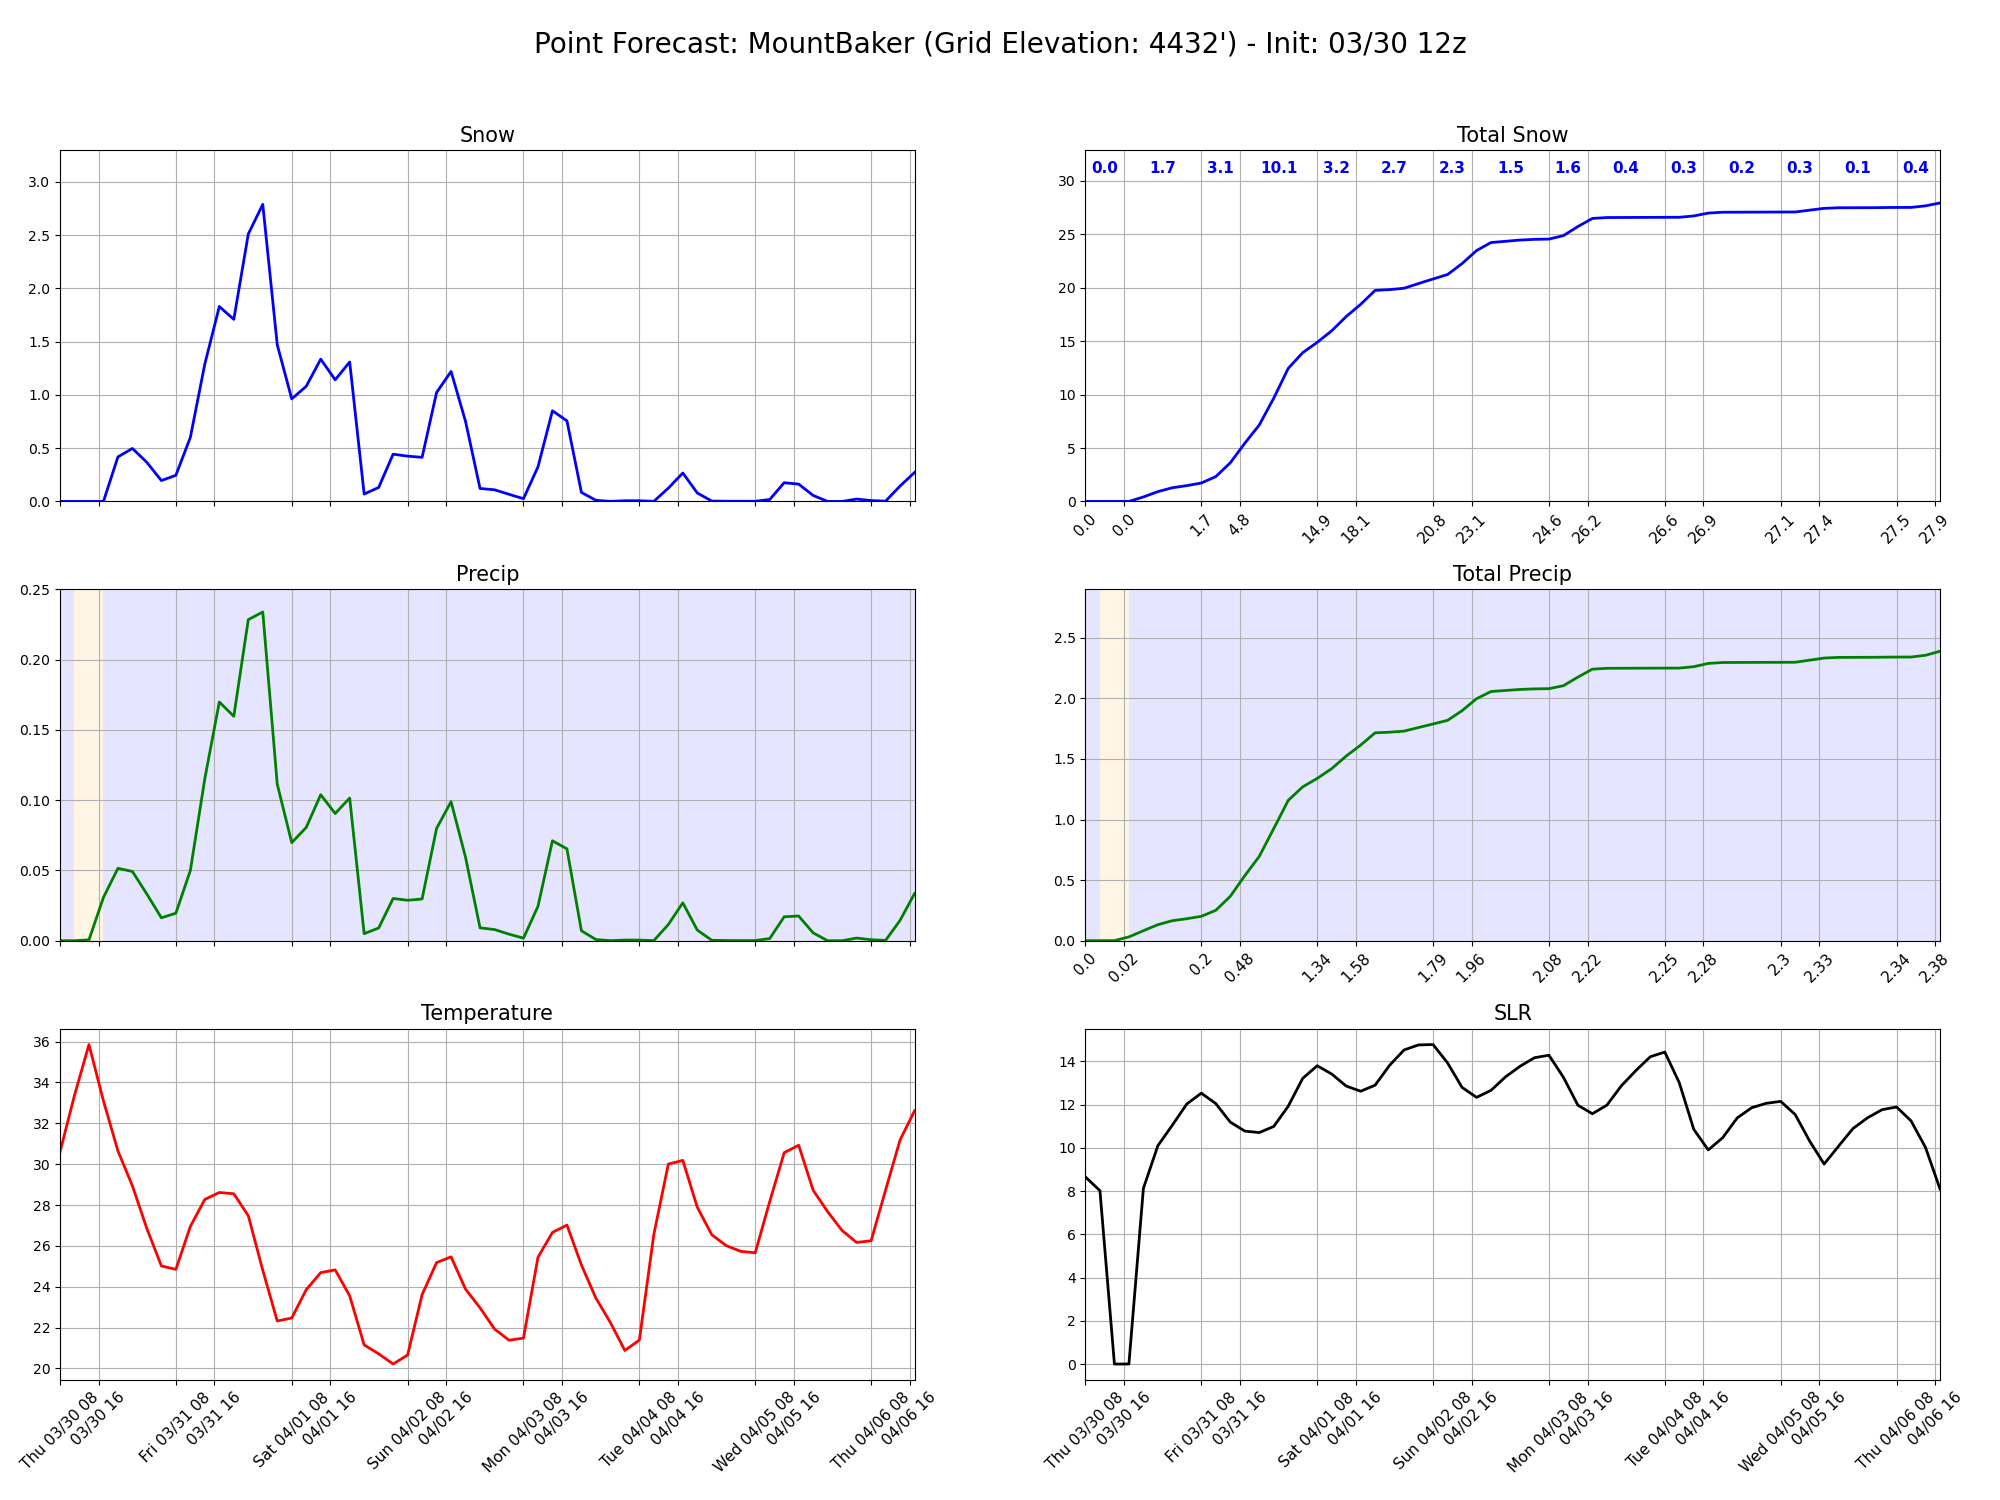 Point Forecast: MountBaker (Grid Elevation: 4432') - Init: 03/30 12z
Snow
3.0
2.5
2.0
1.5
1.0
0.5
0.0
Total Snow
0.0 1.7 3.1 10.1 3.2 2.7 2.3 1.5 1.6 0.4 0.3 0.2 0.3 0.1 0.4
30
25
20
15
10
5
0
0.0 0.0 1.7 4.8 14.9 18.1 20.8 23.1 24.6 26.2 26.6 26.9 27.1 27.4 27.5 27.9
Precip
0.25
0.20
0.15
0.10
0.05
0.00
Total Precip
2.5
2.0
1.5
1.0
0.5
0.0
0.0 0.02 0.2 0.48 1.34 1.58 1.79 1.96 2.08 2.22 2.25 2.28 2.3 2.33 2.34 2.38
Temperature
36
34
32
30
28
26
24
22
20
Thu 03/30 08
03/30 16
Fri 03/31 08
03/31 16
Sat 04/01 08
04/01 16
Sun 04/02 08
04/02 16
Mon 04/03 08
04/03 16
Tue 04/04 08
04/04 16
Wed 04/05 08
04/05 16
Thu 04/06 08
04/06 16
SLR
14
12
10
8
6
4
2
0
Thu 03/30 08
03/30 16
Fri 03/31 08
03/31 16
Sat 04/01 08
04/01 16
Sun 04/02 08
04/02 16
Mon 04/03 08
04/03 16
Tue 04/04 08
04/04 16
Wed 04/05 08
04/05 16
Thu 04/06 08
04/06 16